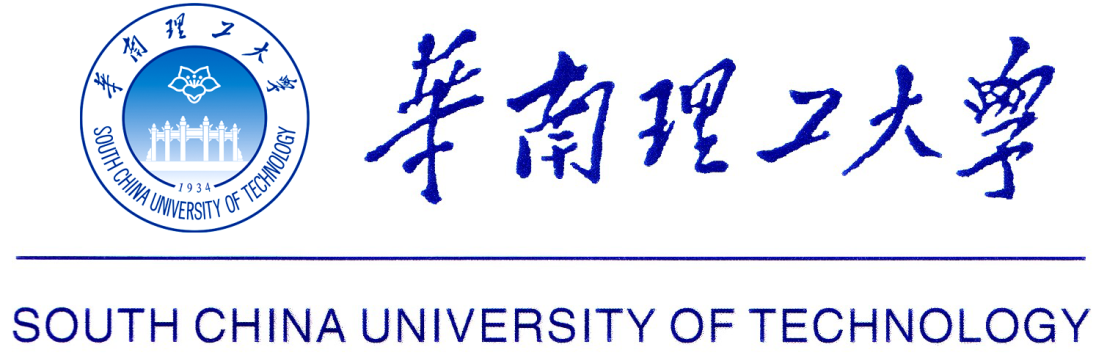 華南理工大學
SOUTH CHINA UNIVERSITY OF TECHNOLOGY
1934
華南理工大學
SOUTH CHINA UNIVERSITY OF TECHNOLOGY